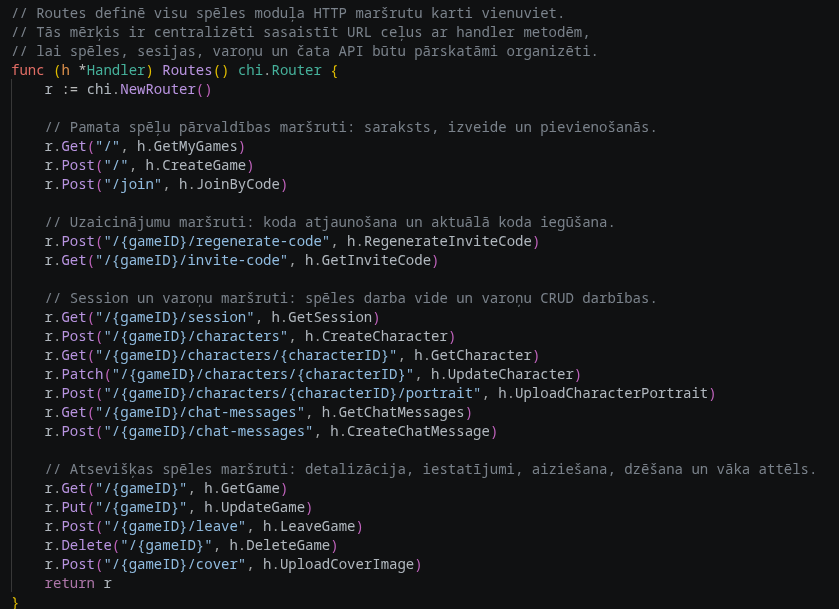 // Routes definē visu spēles moduļa HTTP maršrutu karti vienuviet.
// Tās mērķis ir centralizēti sasaistīt URL ceļus ar handler metodēm,
// lai spēles, sesijas, varoņu un čata API būtu pārskatāmi organizēti.
func (h *Handler) Routes() chi.Router {
    r := chi.NewRouter()

    // Pamata spēļu pārvaldības maršruti: saraksts, izveide un pievienošanās.
    r.Get("/", h.GetMyGames)
    r.Post("/", h.CreateGame)
    r.Post("/join", h.JoinByCode)

    // Uzaicinājumu maršruti: koda atjaunošana un aktuālā koda iegūšana.
    r.Post("/{gameID}/regenerate-code", h.RegenerateInviteCode)
    r.Get("/{gameID}/invite-code", h.GetInviteCode)

    // Session un varoņu maršruti: spēles darba vide un varoņu CRUD darbības.
    r.Get("/{gameID}/session", h.GetSession)
    r.Post("/{gameID}/characters", h.CreateCharacter)
    r.Get("/{gameID}/characters/{characterID}", h.GetCharacter)
    r.Patch("/{gameID}/characters/{characterID}", h.UpdateCharacter)
    r.Post("/{gameID}/characters/{characterID}/portrait", h.UploadCharacterPortrait)
    r.Get("/{gameID}/chat-messages", h.GetChatMessages)
    r.Post("/{gameID}/chat-messages", h.CreateChatMessage)

    // Atsevišķas spēles maršruti: detalizācija, iestatījumi, aiziešana, dzēšana un vāka attēls.
    r.Get("/{gameID}", h.GetGame)
    r.Put("/{gameID}", h.UpdateGame)
    r.Post("/{gameID}/leave", h.LeaveGame)
    r.Delete("/{gameID}", h.DeleteGame)
    r.Post("/{gameID}/cover", h.UploadCoverImage)
    return r
}